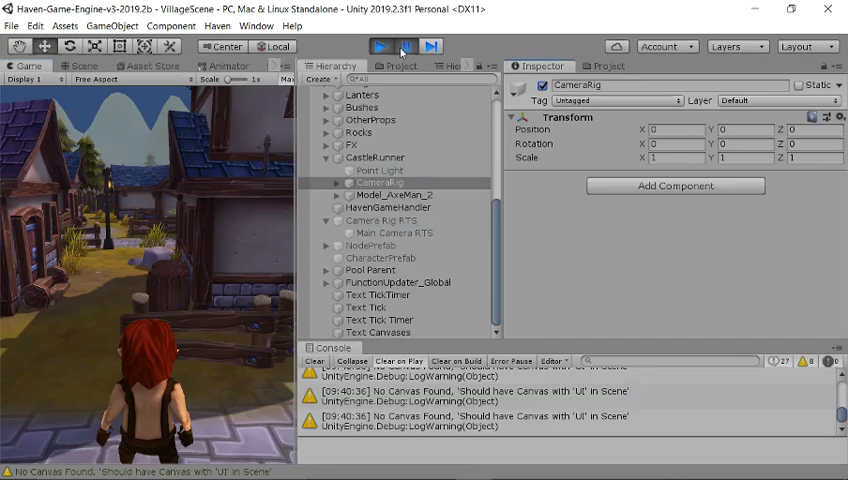 Haven-Game-Engine-v3-2019.2b - VillageScene - PC, Mac & Linux Standalone - Unity 2019.2.3f1 Personal <DX11>
File Edit Assets GameObject Component Haven Window Help
Center Local Account Layers Layout
Game Scene Asset Store Animator
Display 1 Free Aspect Scale 1x
Hierarchy Project
Create All
Lanters
Bushes
OtherProps
Rocks
FX
CastleRunner
Point Light
CameraRig
Model_AxeMan_2
HavenGameHandler
Camera Rig RTS
Main Camera RTS
NodePrefab
CharacterPrefab
Pool Parent
FunctionUpdater_Global
Text TickTimer
Text Tick
Text Tick Timer
Text Canvases
Inspector Project
CameraRig Static
Tag Untagged Layer Default
Transform
Position X 0 Y 0 Z 0
Rotation X 0 Y 0 Z 0
Scale X 1 Y 1 Z 1
Add Component
Console
Clear Collapse Clear on Play Clear on Build Error Pause Editor 27 8 0
UnityEngine.Debug:LogWarning(Object)
[09:40:36] No Canvas Found, 'Should have Canvas with 'UI' in Scene'
UnityEngine.Debug:LogWarning(Object)
[09:40:36] No Canvas Found, 'Should have Canvas with 'UI' in Scene'
UnityEngine.Debug:LogWarning(Object)
No Canvas Found, 'Should have Canvas with 'UI' in Scene'